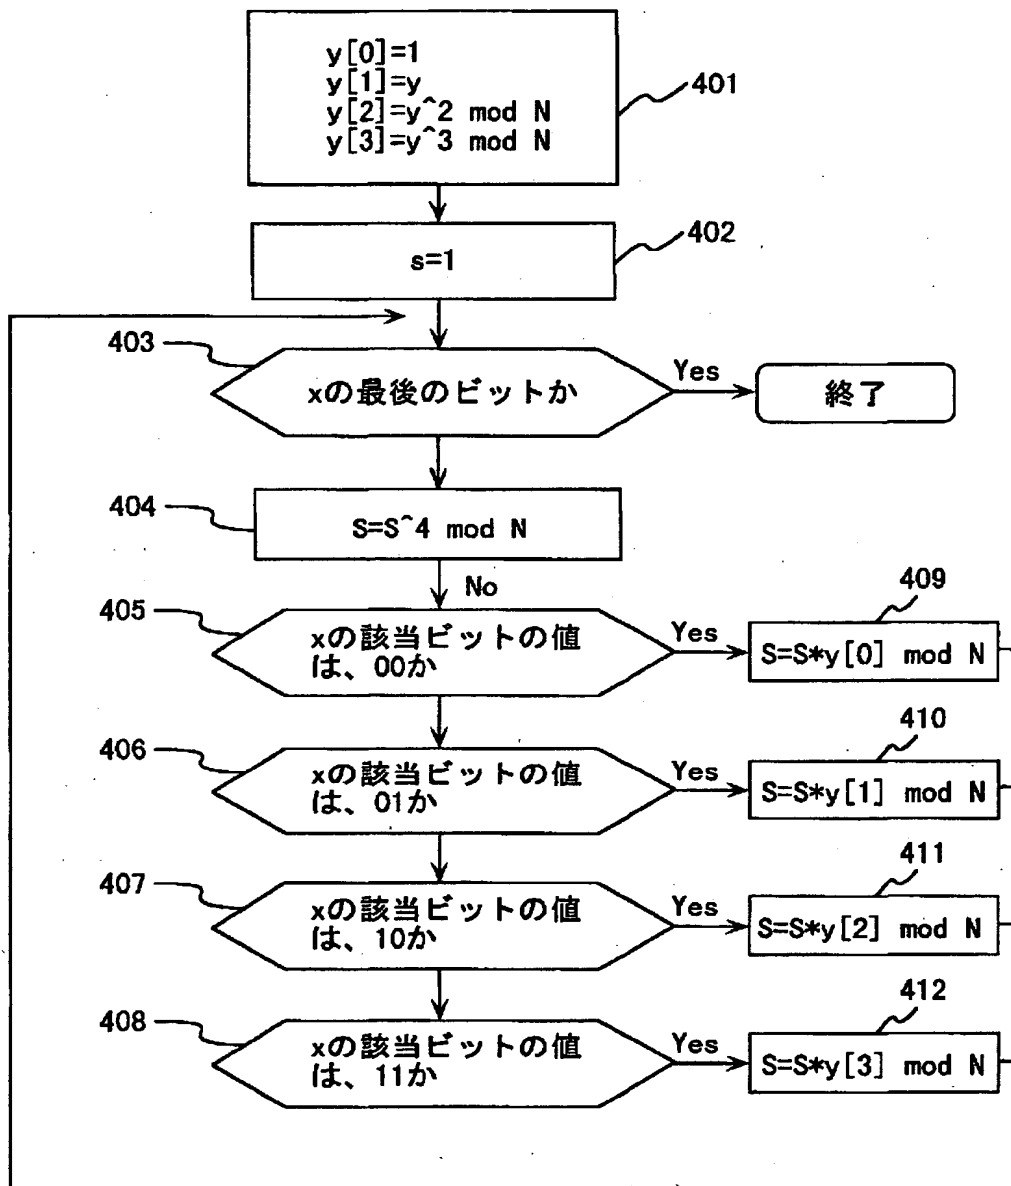 y[0]=1
y[1]=y
y[2]=y^2 mod N
y[3]=y^3 mod N
401
s=1
402
403
xの最後のビットか
Yes
終了
404
S=S^4 mod N
No
405
xの該当ビットの値
は、00か
Yes
409
S=S*y[0] mod N
406
xの該当ビットの値
は、01か
Yes
410
S=S*y[1] mod N
407
xの該当ビットの値
は、10か
Yes
411
S=S*y[2] mod N
408
xの該当ビットの値
は、11か
Yes
412
S=S*y[3] mod N